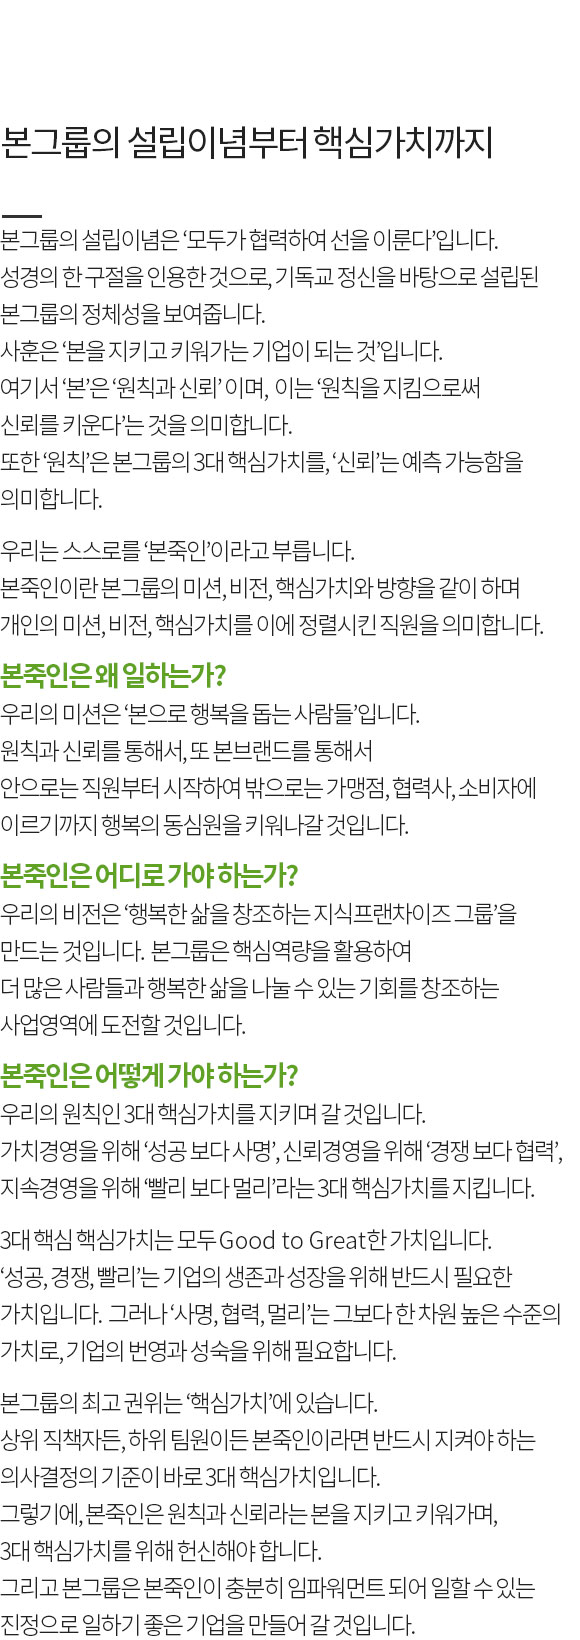 본그룹의 설립이념부터 핵심가치까지
본그룹의 설립이념은 ‘모두가 협력하여 선을 이룬다’입니다.
성경의 한 구절을 인용한 것으로, 기독교 정신을 바탕으로 설립된
본그룹의 정체성을 보여줍니다.
사훈은 ‘본을 지키고 키워가는 기업이 되는 것’입니다.
여기서 ‘본’은 ‘원칙과 신뢰’ 이며, 이는 ‘원칙을 지킴으로써
신뢰를 키운다’는 것을 의미합니다.
또한 ‘원칙’은 본그룹의 3대 핵심가치를, ‘신뢰’는 예측 가능함을
의미합니다.
우리는 스스로를 ‘본죽인’이라고 부릅니다.
본죽인이란 본그룹의 미션, 비전, 핵심가치와 방향을 같이 하며
개인의 미션, 비전, 핵심가치를 이에 정렬시킨 직원을 의미합니다.
본죽인은 왜 일하는가?
우리의 미션은 ‘본으로 행복을 돕는 사람들’입니다.
원칙과 신뢰를 통해서, 또 본브랜드를 통해서
안으로는 직원부터 시작하여 밖으로는 가맹점, 협력사, 소비자에
이르기까지 행복의 동심원을 키워나갈 것입니다.
본죽인은 어디로 가야 하는가?
우리의 비전은 ‘행복한 삶을 창조하는 지식프랜차이즈 그룹’을
만드는 것입니다. 본그룹은 핵심역량을 활용하여
더 많은 사람들과 행복한 삶을 나눌 수 있는 기회를 창조하는
사업영역에 도전할 것입니다.
본죽인은 어떻게 가야 하는가?
우리의 원칙인 3대 핵심가치를 지키며 갈 것입니다.
가치경영을 위해 ‘성공 보다 사명’, 신뢰경영을 위해 ‘경쟁 보다 협력’,
지속경영을 위해 ‘빨리 보다 멀리’라는 3대 핵심가치를 지킵니다.
3대 핵심 핵심가치는 모두 Good to Great한 가치입니다.
‘성공, 경쟁, 빨리’는 기업의 생존과 성장을 위해 반드시 필요한
가치입니다. 그러나 ‘사명, 협력, 멀리’는 그보다 한 차원 높은 수준의
가치로, 기업의 번영과 성숙을 위해 필요합니다.
본그룹의 최고 권위는 ‘핵심가치’에 있습니다.
상위 직책자든, 하위 팀원이든 본죽인이라면 반드시 지켜야 하는
의사결정의 기준이 바로 3대 핵심가치입니다.
그렇기에, 본죽인은 원칙과 신뢰라는 본을 지키고 키워가며,
3대 핵심가치를 위해 헌신해야 합니다.
그리고 본그룹은 본죽인이 충분히 임파워먼트 되어 일할 수 있는
진정으로 일하기 좋은 기업을 만들어 갈 것입니다.